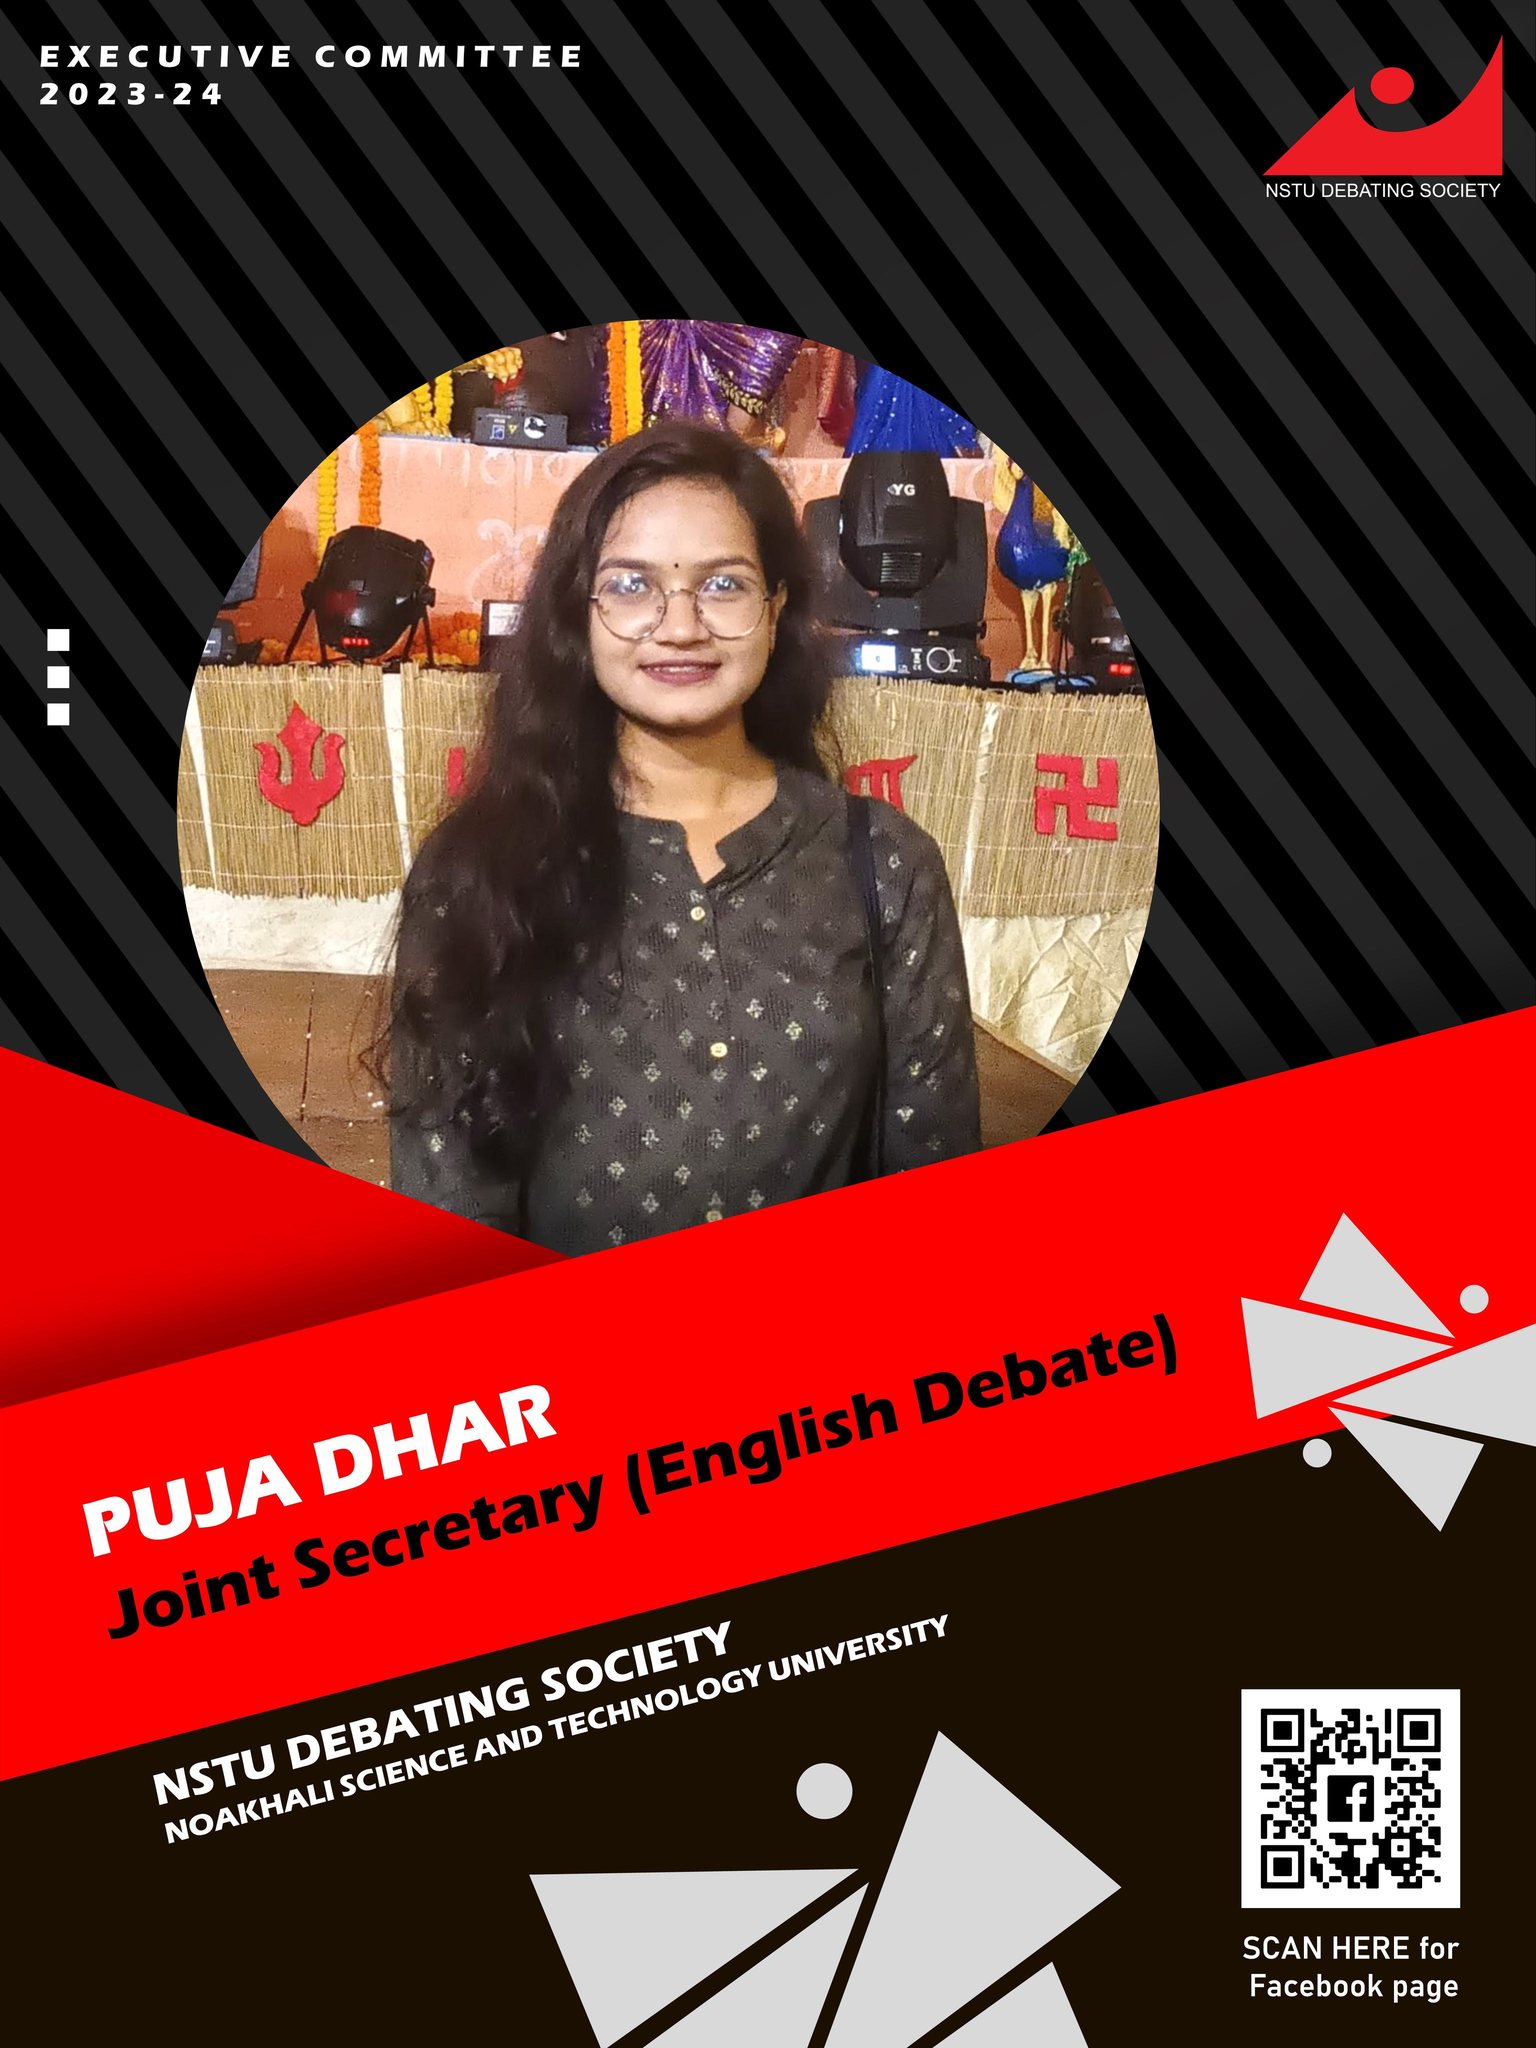 EXECUTIVE COMMITTEE
2023-24
NSTU DEBATING SOCIETY
YG
PUJA DHAR
Joint Secretary (English Debate)
NSTU DEBATING SOCIETY
NOAKHALI SCIENCE AND TECHNOLOGY UNIVERSITY
SCAN HERE for
Facebook page